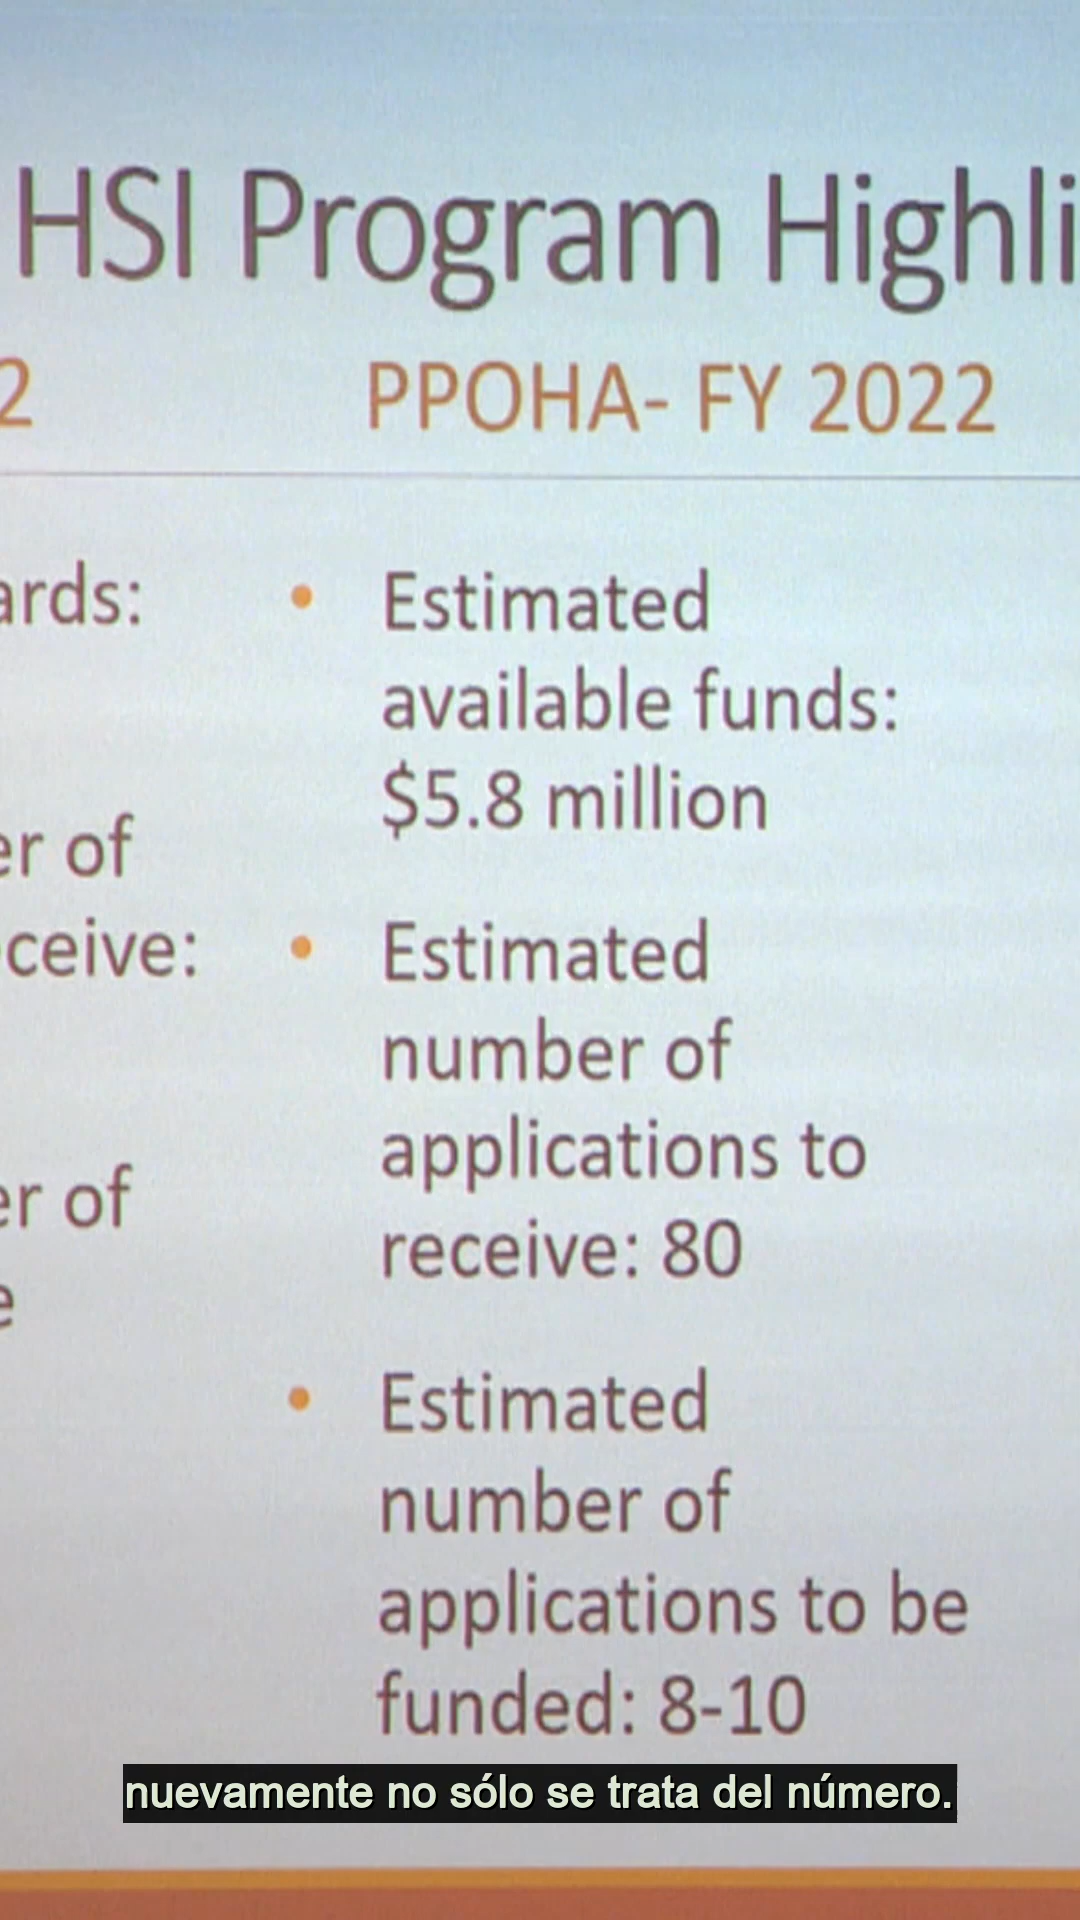 HSI Program Highli
2
PPOHA- FY 2022
ards:
er of
ceive:
er of
e
• Estimated
available funds:
$5.8 million
• Estimated
number of
applications to
receive: 80
• Estimated
number of
applications to be
funded: 8-10
nuevamente no sólo se trata del número.